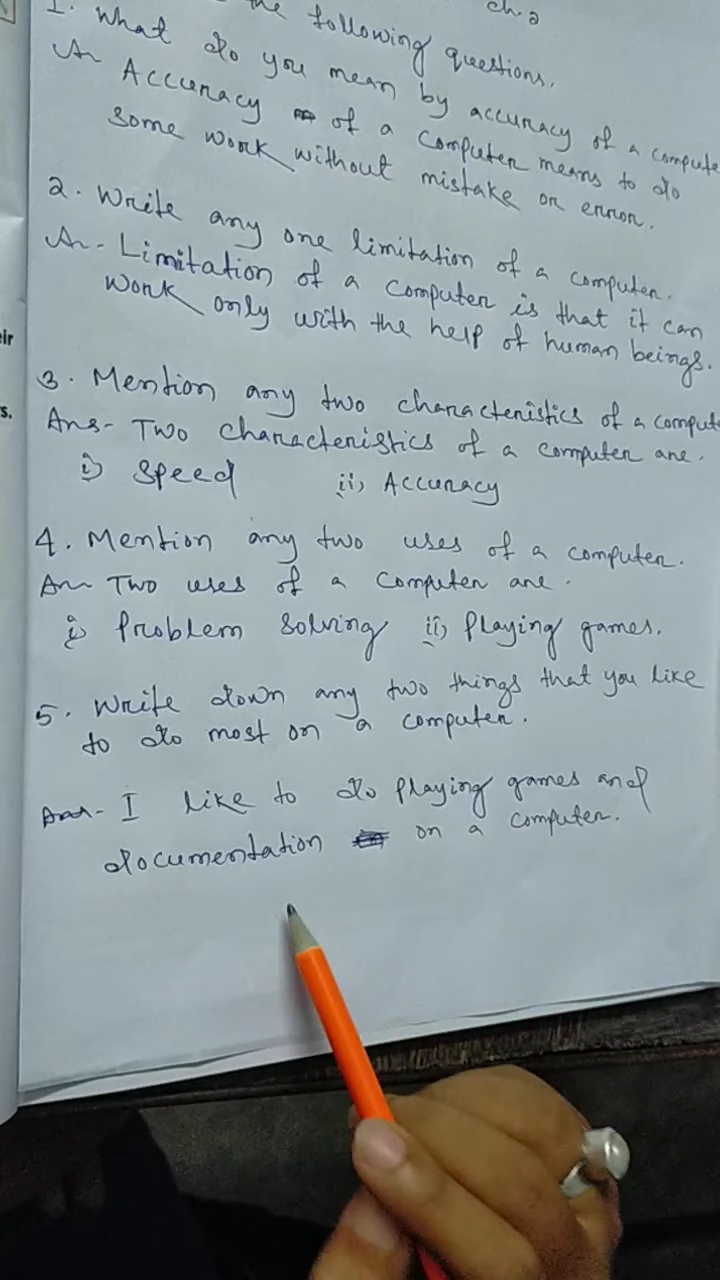 ch.2
the following questions.
1. What do you mean by accuracy of a compute
An Accuracy of a computer means to do
some work without mistake or error.
2. Write any one limitation of a computer.
An- Limitation of a computer is that it can
work only with the help of human beings.
3. Mention any two characteristics of a comput
Ans- Two characteristics of a computer are.
i) Speed ii) Accuracy
4. Mention any two uses of a computer.
An- Two uses of a computer are.
i) Problem solving ii) Playing games.
5. Write down any two things that you like
to do most on a computer.
Ans- I like to do playing games and
documentation on a computer.
eir
s.